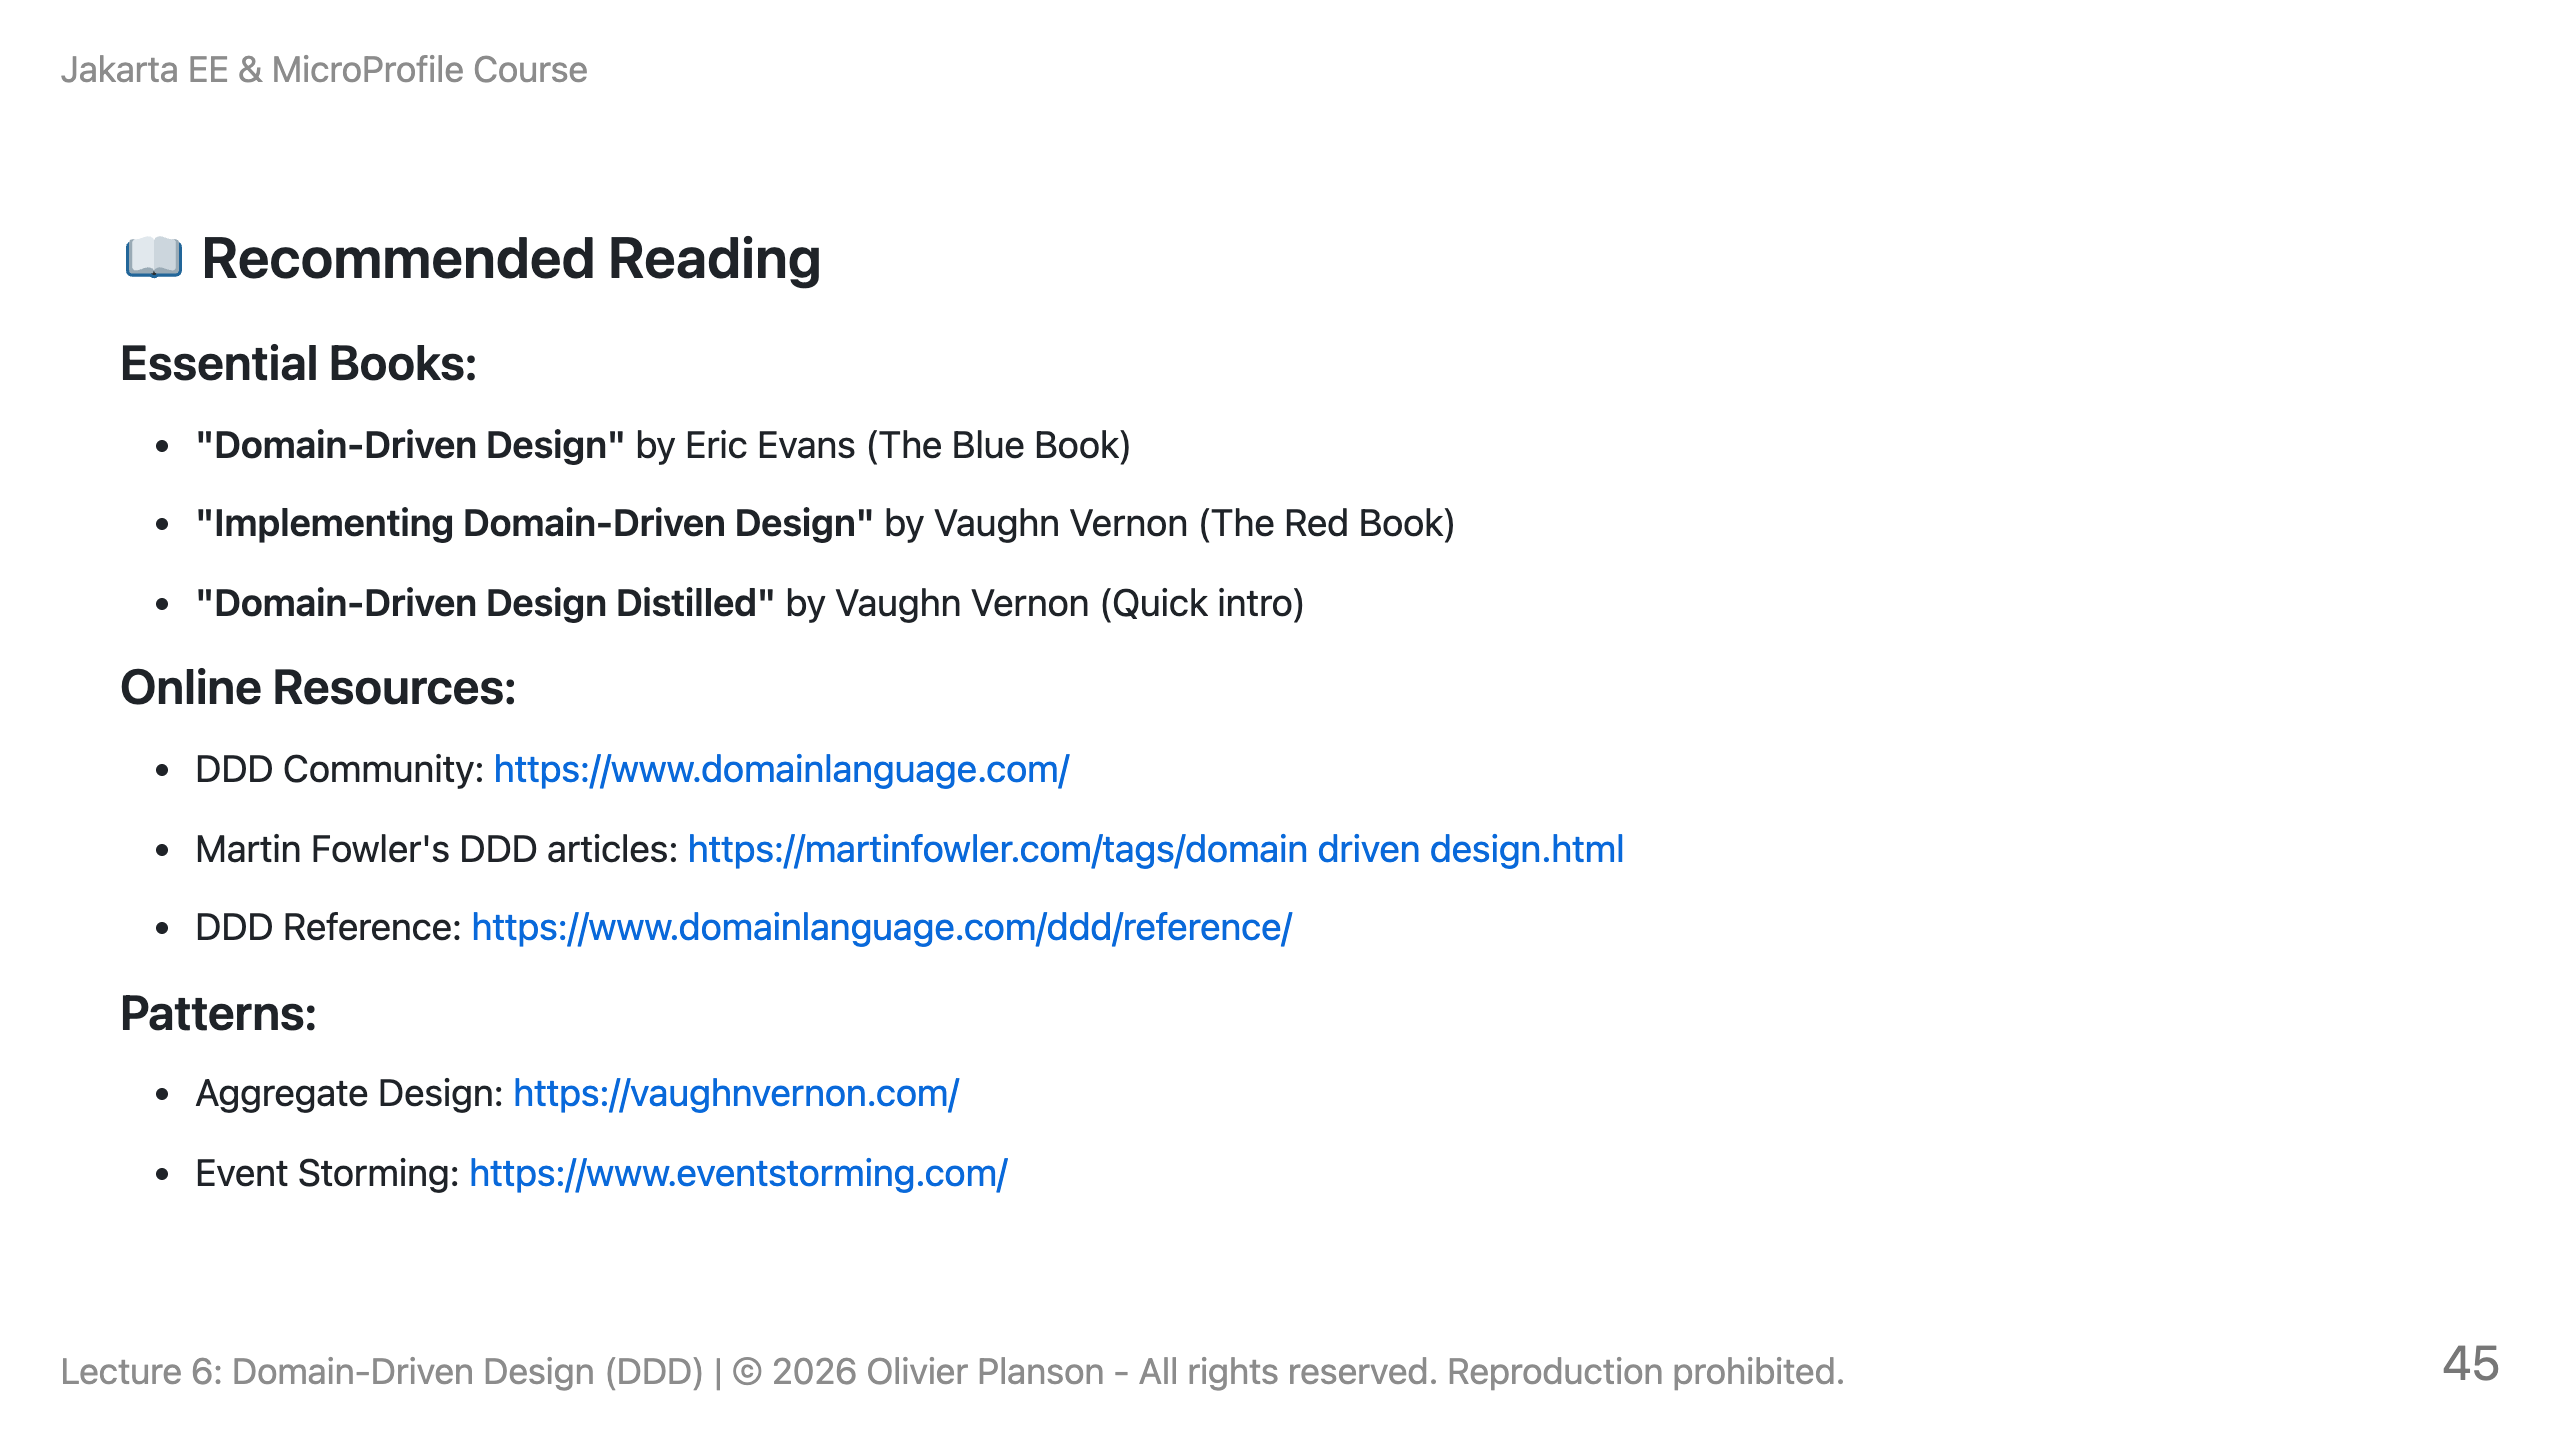 Jakarta EE & MicroProfile Course
📖 Recommended Reading
Essential Books:
• "Domain-Driven Design" by Eric Evans (The Blue Book)
• "Implementing Domain-Driven Design" by Vaughn Vernon (The Red Book)
• "Domain-Driven Design Distilled" by Vaughn Vernon (Quick intro)
Online Resources:
• DDD Community: https://www.domainlanguage.com/
• Martin Fowler's DDD articles: https://martinfowler.com/tags/domain driven design.html
• DDD Reference: https://www.domainlanguage.com/ddd/reference/
Patterns:
• Aggregate Design: https://vaughnvernon.com/
• Event Storming: https://www.eventstorming.com/
Lecture 6: Domain-Driven Design (DDD) | © 2026 Olivier Planson - All rights reserved. Reproduction prohibited.
45